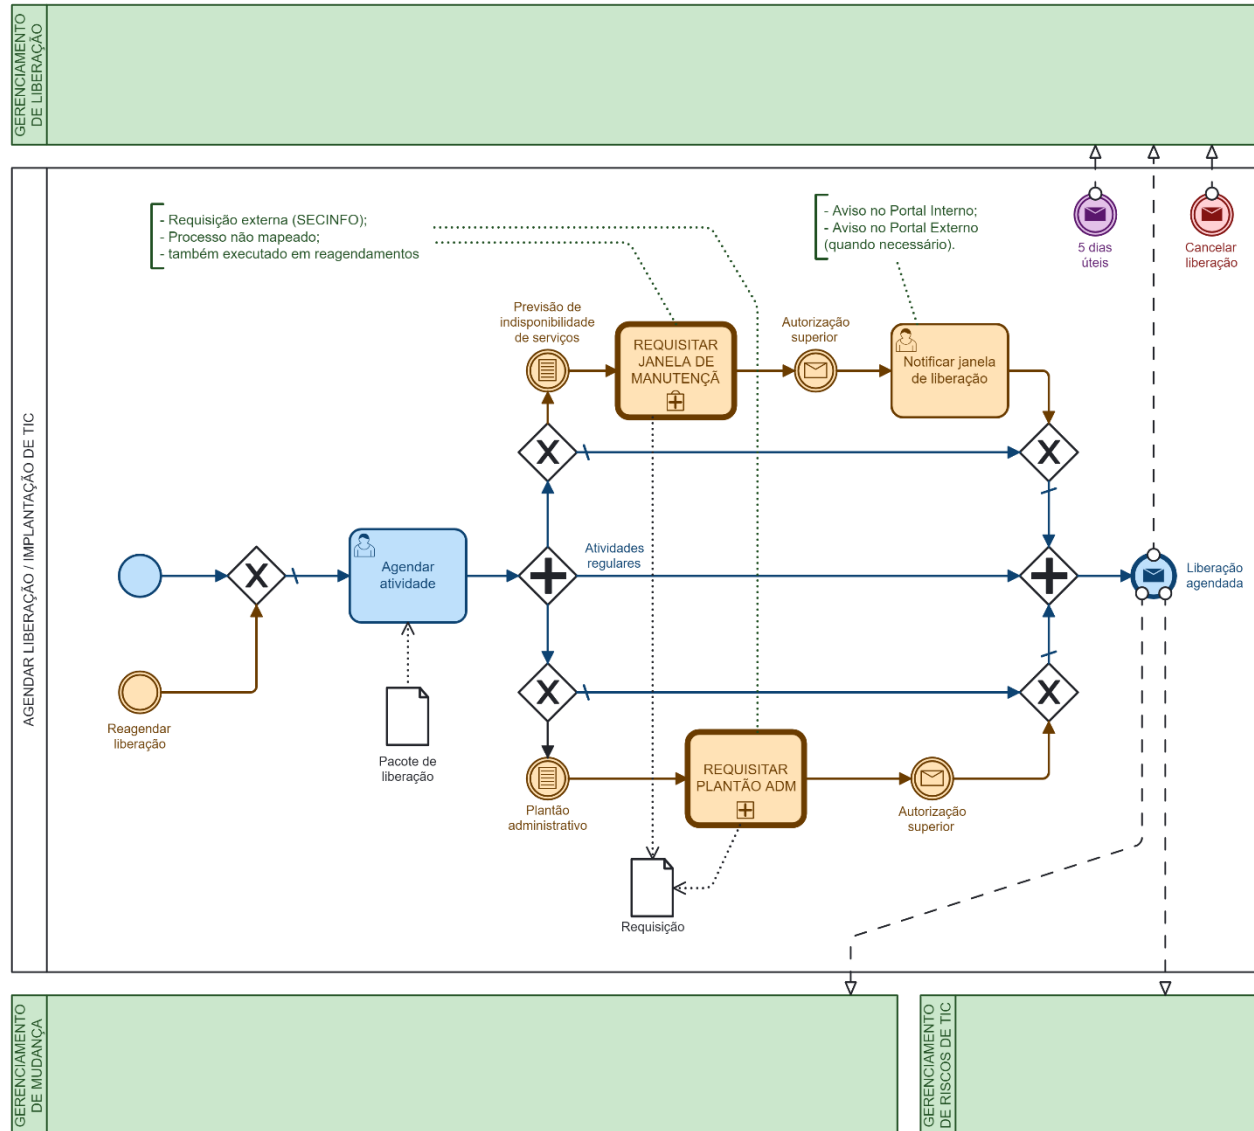 GERENCIAMENTO
DE LIBERAÇÃO
AGENDAR LIBERAÇÃO / IMPLANTAÇÃO DE TIC
- Requisição externa (SECINFO);
- Processo não mapeado;
- também executado em reagendamentos
- Aviso no Portal Interno;
- Aviso no Portal Externo
(quando necessário).
5 dias
úteis
Cancelar
liberação
Previsão de
indisponibilidade
de serviços
REQUISITAR
JANELA DE
MANUTENÇÃ
Autorização
superior
Notificar janela
de liberação
Agendar
atividade
Atividades
regulares
Liberação
agendada
Reagendar
liberação
Pacote de
liberação
Plantão
administrativo
REQUISITAR
PLANTÃO ADM
Autorização
superior
Requisição
GERENCIAMENTO
DE MUDANÇA
GERENCIAMENTO
DE RISCOS DE TIC